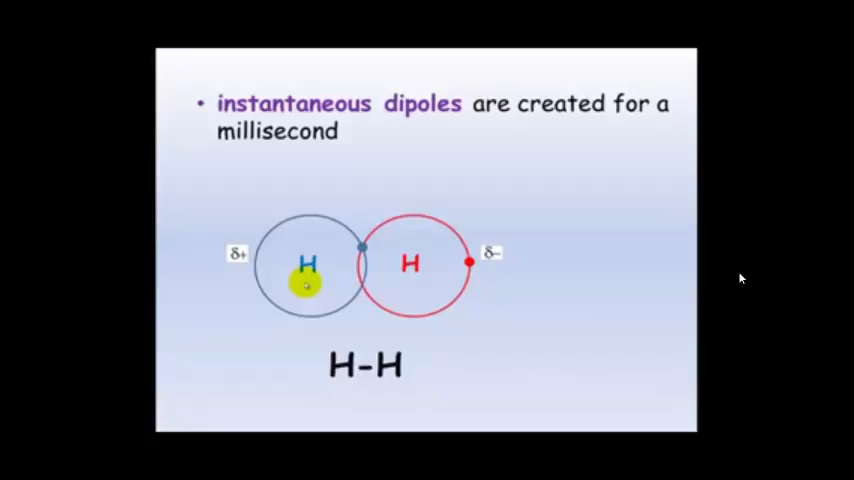 • instantaneous dipoles are created for a
millisecond
δ+ H H δ−
H-H